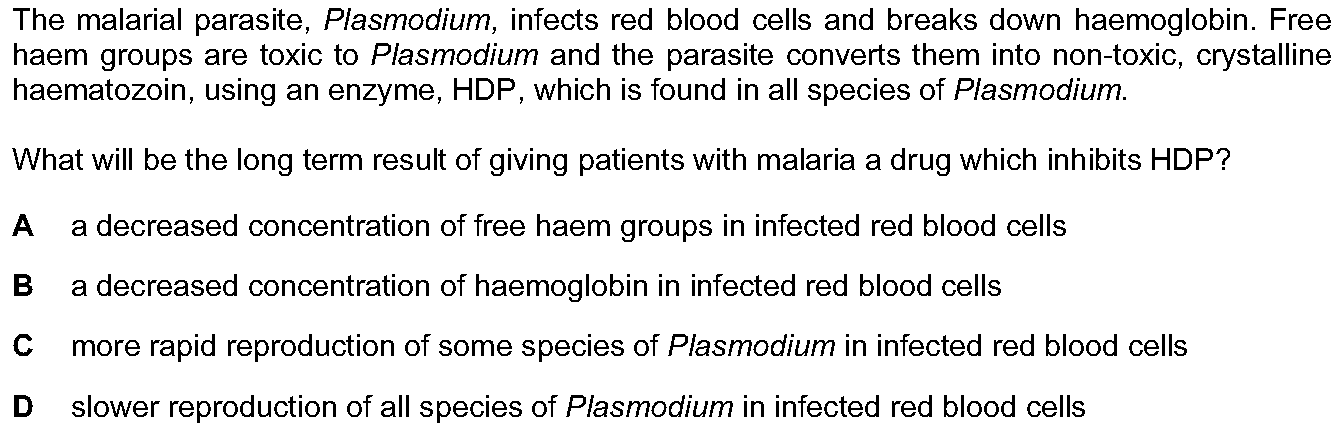 The malarial parasite, Plasmodium, infects red blood cells and breaks down haemoglobin. Free
haem groups are toxic to Plasmodium and the parasite converts them into non-toxic, crystalline
haematozoin, using an enzyme, HDP, which is found in all species of Plasmodium.
What will be the long term result of giving patients with malaria a drug which inhibits HDP?
A a decreased concentration of free haem groups in infected red blood cells
B a decreased concentration of haemoglobin in infected red blood cells
C more rapid reproduction of some species of Plasmodium in infected red blood cells
D slower reproduction of all species of Plasmodium in infected red blood cells